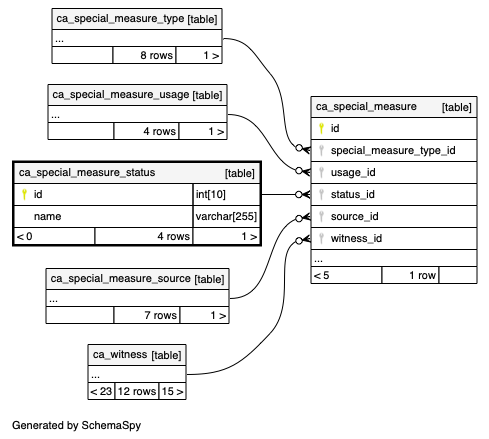 ca_special_measure_type [table]
...
8 rows 1 >
ca_special_measure_usage [table]
...
4 rows 1 >
ca_special_measure_status [table]
id int[10]
name varchar[255]
< 0 4 rows 1 >
ca_special_measure_source [table]
...
7 rows 1 >
ca_witness [table]
...
< 23 12 rows 15 >
ca_special_measure [table]
id
special_measure_type_id
usage_id
status_id
source_id
witness_id
...
< 5 1 row
Generated by SchemaSpy